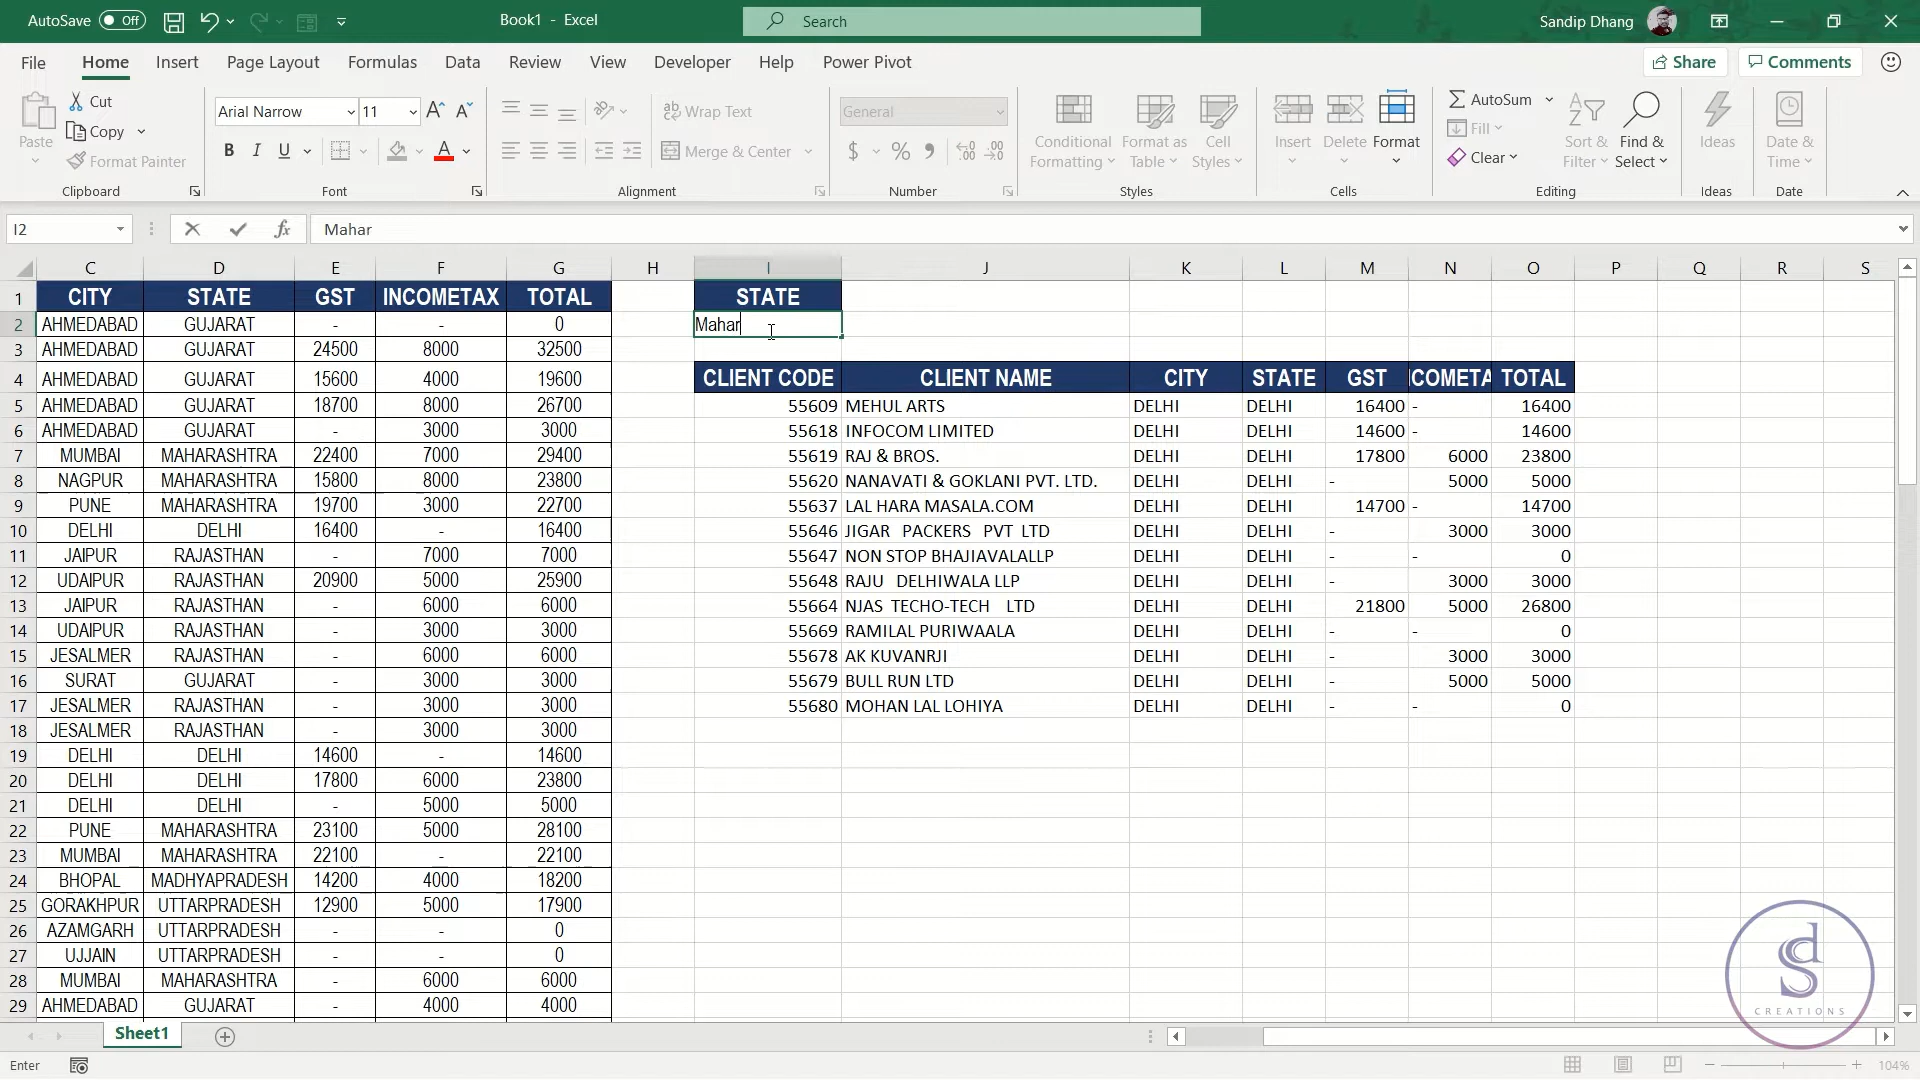 AutoSave Off Book1 - Excel Search Sandip Dhang
File Home Insert Page Layout Formulas Data Review View Developer Help Power Pivot Share Comments
Cut
Copy
Format Painter
Paste
Clipboard
Arial Narrow 11
B I U
Font
Wrap Text
Merge & Center
Alignment
General
$ % ,
Number
Conditional Formatting
Format as Table
Cell Styles
Styles
Insert Delete Format
Cells
AutoSum
Fill
Clear
Sort & Filter
Find & Select
Editing
Ideas
Ideas
Date & Time
Date
I2 fx Mahar
C D E F G H I J K L M N O P Q R S
1 CITY STATE GST INCOMETAX TOTAL STATE
2 AHMEDABAD GUJARAT - - 0 Mahar
3 AHMEDABAD GUJARAT 24500 8000 32500
4 AHMEDABAD GUJARAT 15600 4000 19600 CLIENT CODE CLIENT NAME CITY STATE GST COMETA TOTAL
5 AHMEDABAD GUJARAT 18700 8000 26700 55609 MEHUL ARTS DELHI DELHI 16400 - 16400
6 AHMEDABAD GUJARAT - 3000 3000 55618 INFOCOM LIMITED DELHI DELHI 14600 - 14600
7 MUMBAI MAHARASHTRA 22400 7000 29400 55619 RAJ & BROS. DELHI DELHI 17800 6000 23800
8 NAGPUR MAHARASHTRA 15800 8000 23800 55620 NANAVATI & GOKLANI PVT. LTD. DELHI DELHI - 5000 5000
9 PUNE MAHARASHTRA 19700 3000 22700 55637 LAL HARA MASALA.COM DELHI DELHI 14700 - 14700
10 DELHI DELHI 16400 - 16400 55646 JIGAR PACKERS PVT LTD DELHI DELHI - 3000 3000
11 JAIPUR RAJASTHAN - 7000 7000 55647 NON STOP BHAJIAVALALLP DELHI DELHI - - 0
12 UDAIPUR RAJASTHAN 20900 5000 25900 55648 RAJU DELHIWALA LLP DELHI DELHI - 3000 3000
13 JAIPUR RAJASTHAN - 6000 6000 55664 NJAS TECHO-TECH LTD DELHI DELHI 21800 5000 26800
14 UDAIPUR RAJASTHAN - 3000 3000 55669 RAMILAL PURIWAALA DELHI DELHI - - 0
15 JESALMER RAJASTHAN - 6000 6000 55678 AK KUVANRJI DELHI DELHI - 3000 3000
16 SURAT GUJARAT - 3000 3000 55679 BULL RUN LTD DELHI DELHI - 5000 5000
17 JESALMER RAJASTHAN - 3000 3000 55680 MOHAN LAL LOHIYA DELHI DELHI - - 0
18 JESALMER RAJASTHAN - 3000 3000
19 DELHI DELHI 14600 - 14600
20 DELHI DELHI 17800 6000 23800
21 DELHI DELHI - 5000 5000
22 PUNE MAHARASHTRA 23100 5000 28100
23 MUMBAI MAHARASHTRA 22100 - 22100
24 BHOPAL MADHYAPRADESH 14200 4000 18200
25 GORAKHPUR UTTARPRADESH 12900 5000 17900
26 AZAMGARH UTTARPRADESH - - 0
27 UJJAIN UTTARPRADESH - - 0
28 MUMBAI MAHARASHTRA - 6000 6000
29 AHMEDABAD GUJARAT - 4000 4000
CREATIONS
Sheet1
Enter 104%